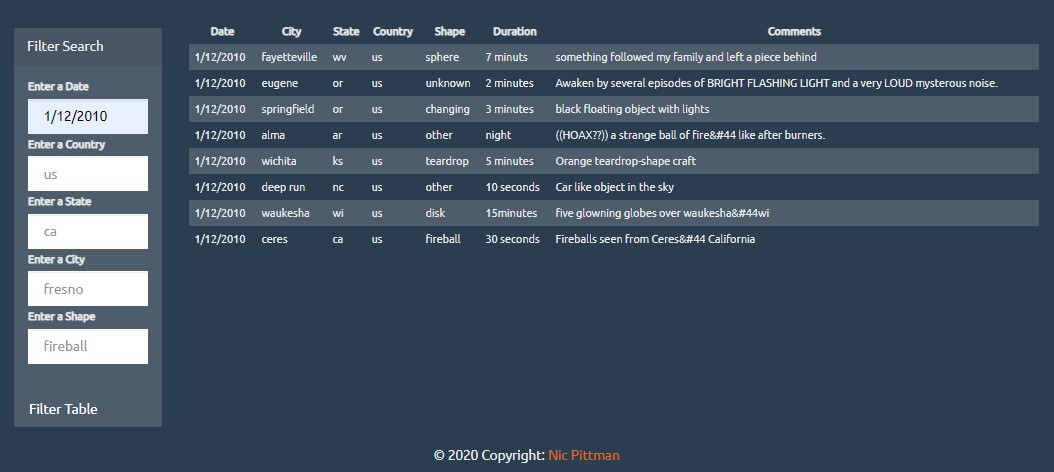 Filter Search
Enter a Date
1/12/2010
Enter a Country
us
Enter a State
ca
Enter a City
fresno
Enter a Shape
fireball
Filter Table
Date City State Country Shape Duration Comments
1/12/2010 fayetteville wv us sphere 7 minuts something followed my family and left a piece behind
1/12/2010 eugene or us unknown 2 minutes Awaken by several episodes of BRIGHT FLASHING LIGHT and a very LOUD mysterous noise.
1/12/2010 springfield or us changing 3 minutes black floating object with lights
1/12/2010 alma ar us other night ((HOAX??)) a strange ball of fire&#44 like after burners.
1/12/2010 wichita ks us teardrop 5 minutes Orange teardrop-shape craft
1/12/2010 deep run nc us other 10 seconds Car like object in the sky
1/12/2010 waukesha wi us disk 15minutes five glowning globes over waukesha&#44wi
1/12/2010 ceres ca us fireball 30 seconds Fireballs seen from Ceres&#44 California
© 2020 Copyright: Nic Pittman